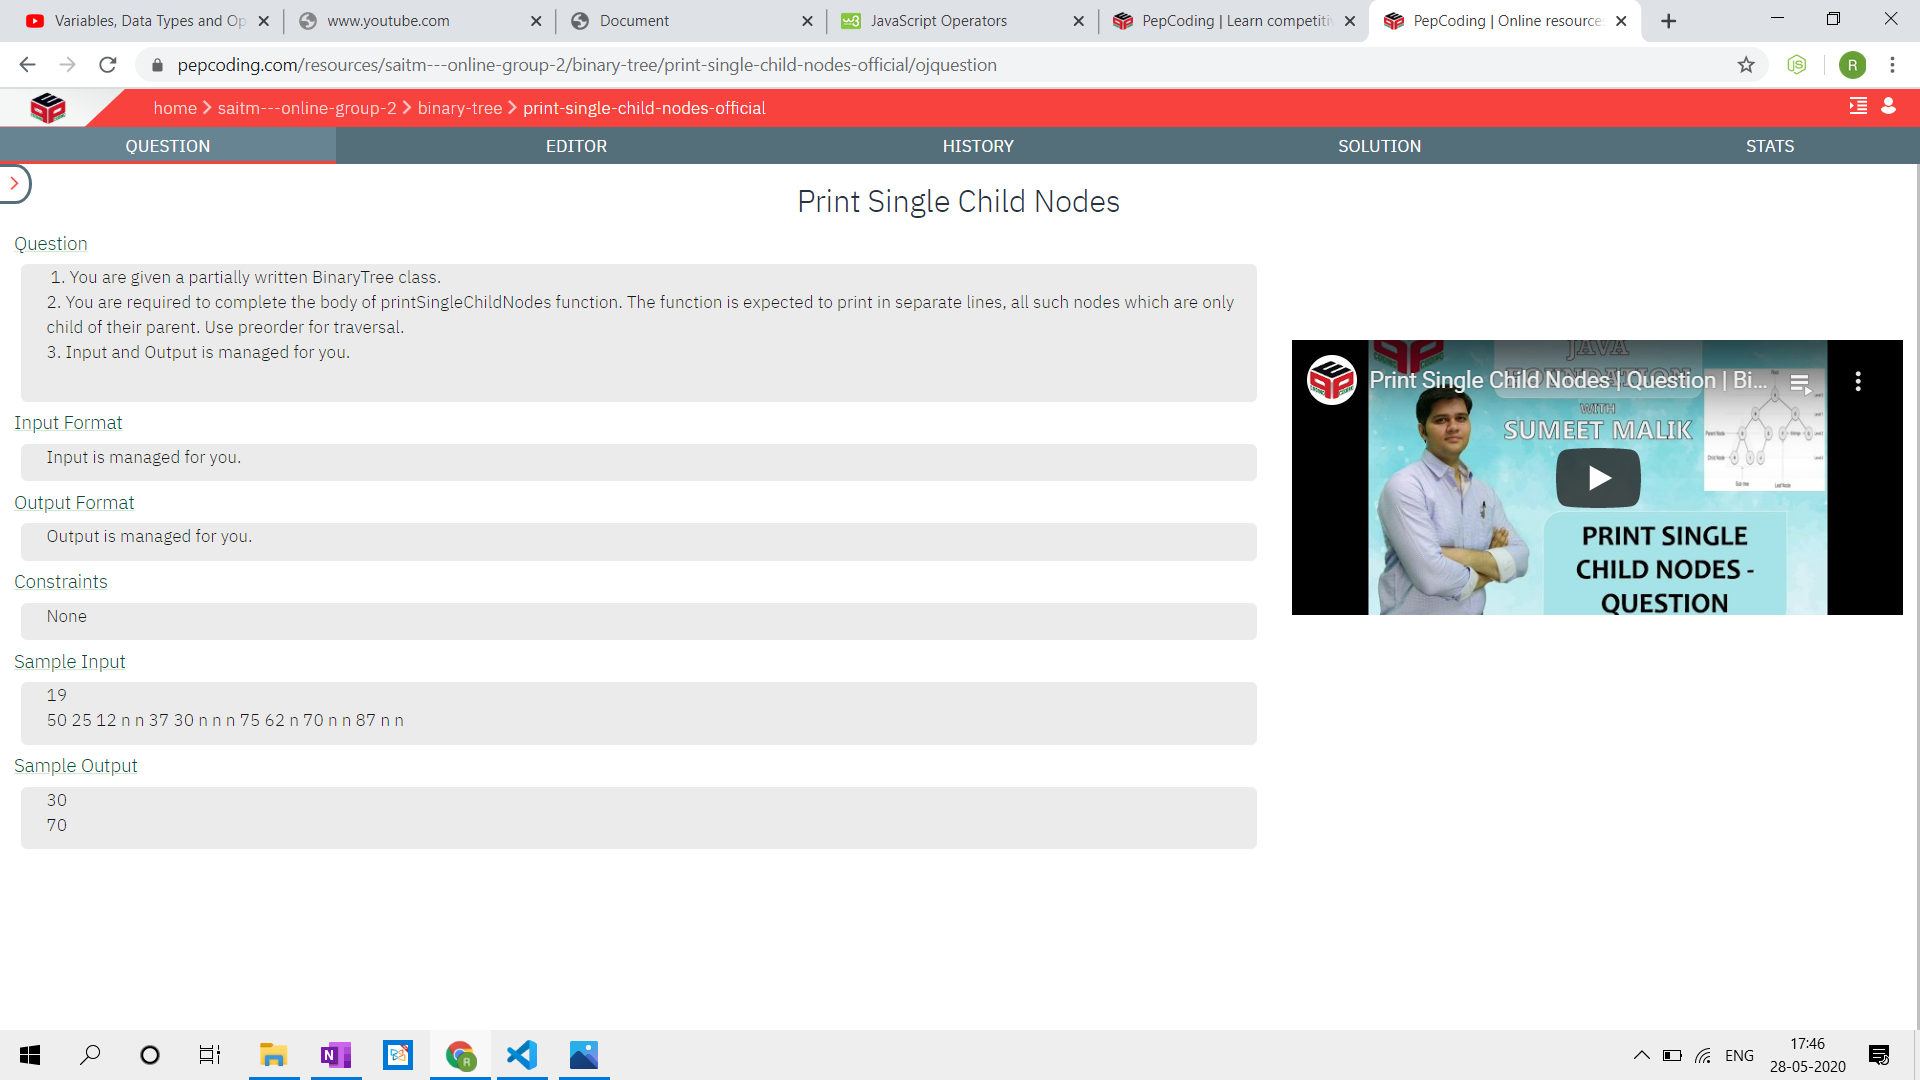 Variables, Data Types and Op
www.youtube.com
Document
JavaScript Operators
PepCoding | Learn competitiv
PepCoding | Online resource
pepcoding.com/resources/saitm---online-group-2/binary-tree/print-single-child-nodes-official/ojquestion
R
home > saitm---online-group-2 > binary-tree > print-single-child-nodes-official
QUESTION
EDITOR
HISTORY
SOLUTION
STATS
Print Single Child Nodes
Question
1. You are given a partially written BinaryTree class.
2. You are required to complete the body of printSingleChildNodes function. The function is expected to print in separate lines, all such nodes which are only
child of their parent. Use preorder for traversal.
3. Input and Output is managed for you.
Input Format
Input is managed for you.
Output Format
Output is managed for you.
Constraints
None
Sample Input
19
50 25 12 n n 37 30 n n n 75 62 n 70 n n 87 n n
Sample Output
30
70
Print Single Child Nodes | Question | Bi...
JAVA
FOUNDATION
WITH
SUMEET MALIK
PRINT SINGLE
CHILD NODES -
QUESTION
ENG
17:46
28-05-2020